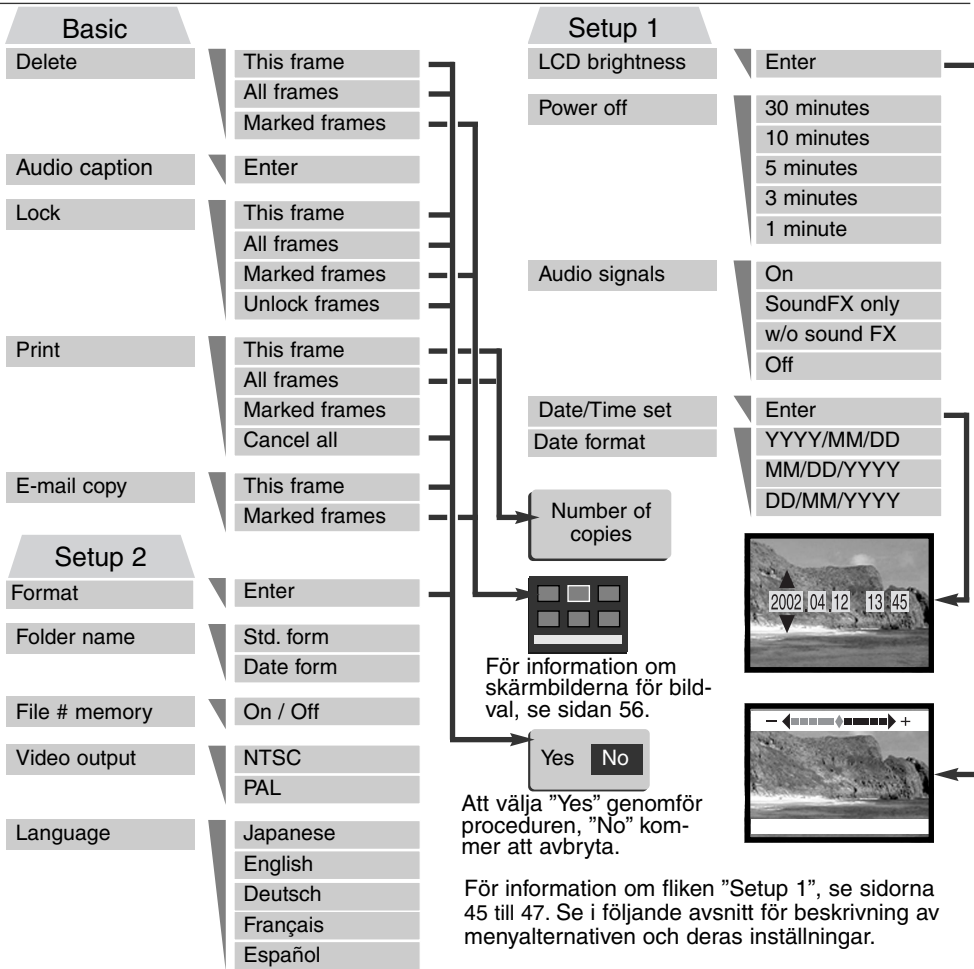 Basic
Delete
This frame
All frames
Marked frames
Audio caption
Enter
Lock
This frame
All frames
Marked frames
Unlock frames
Print
This frame
All frames
Marked frames
Cancel all
E-mail copy
This frame
Marked frames
Setup 2
Format
Enter
Folder name
Std. form
Date form
File # memory
On / Off
Video output
NTSC
PAL
Language
Japanese
English
Deutsch
Français
Español
Number of
copies
För information om
skärmbilderna för bild-
val, se sidan 56.
Yes No
Att välja ”Yes” genomför
proceduren, ”No” kom-
mer att avbryta.
Setup 1
LCD brightness
Enter
Power off
30 minutes
10 minutes
5 minutes
3 minutes
1 minute
Audio signals
On
SoundFX only
w/o sound FX
Off
Date/Time set
Enter
Date format
YYYY/MM/DD
MM/DD/YYYY
DD/MM/YYYY
2002 04 12 13 45
− +
För information om fliken ”Setup 1”, se sidorna
45 till 47. Se i följande avsnitt för beskrivning av
menyalternativen och deras inställningar.